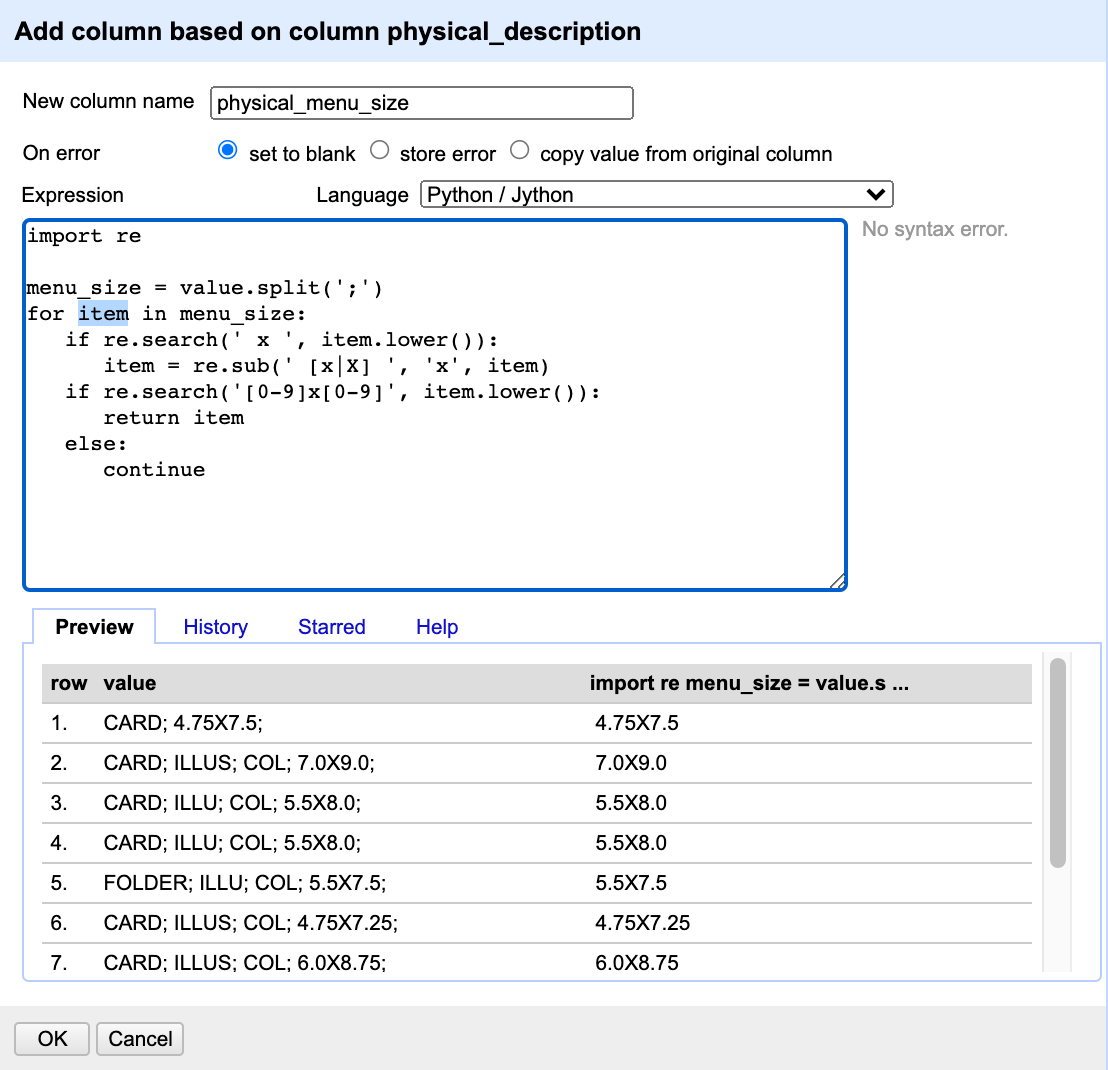 Add column based on column physical_description
New column name physical_menu_size
On error set to blank store error copy value from original column
Expression Language Python / Jython
import re
No syntax error.
menu_size = value.split(';')
for item in menu_size:
   if re.search(' x ', item.lower()):
      item = re.sub(' [x|X] ', 'x', item)
   if re.search('[0-9]x[0-9]', item.lower()):
      return item
   else:
      continue
Preview History Starred Help
row value import re menu_size = value.s ...
1. CARD; 4.75X7.5; 4.75X7.5
2. CARD; ILLUS; COL; 7.0X9.0; 7.0X9.0
3. CARD; ILLU; COL; 5.5X8.0; 5.5X8.0
4. CARD; ILLU; COL; 5.5X8.0; 5.5X8.0
5. FOLDER; ILLU; COL; 5.5X7.5; 5.5X7.5
6. CARD; ILLUS; COL; 4.75X7.25; 4.75X7.25
7. CARD; ILLUS; COL; 6.0X8.75; 6.0X8.75
OK Cancel